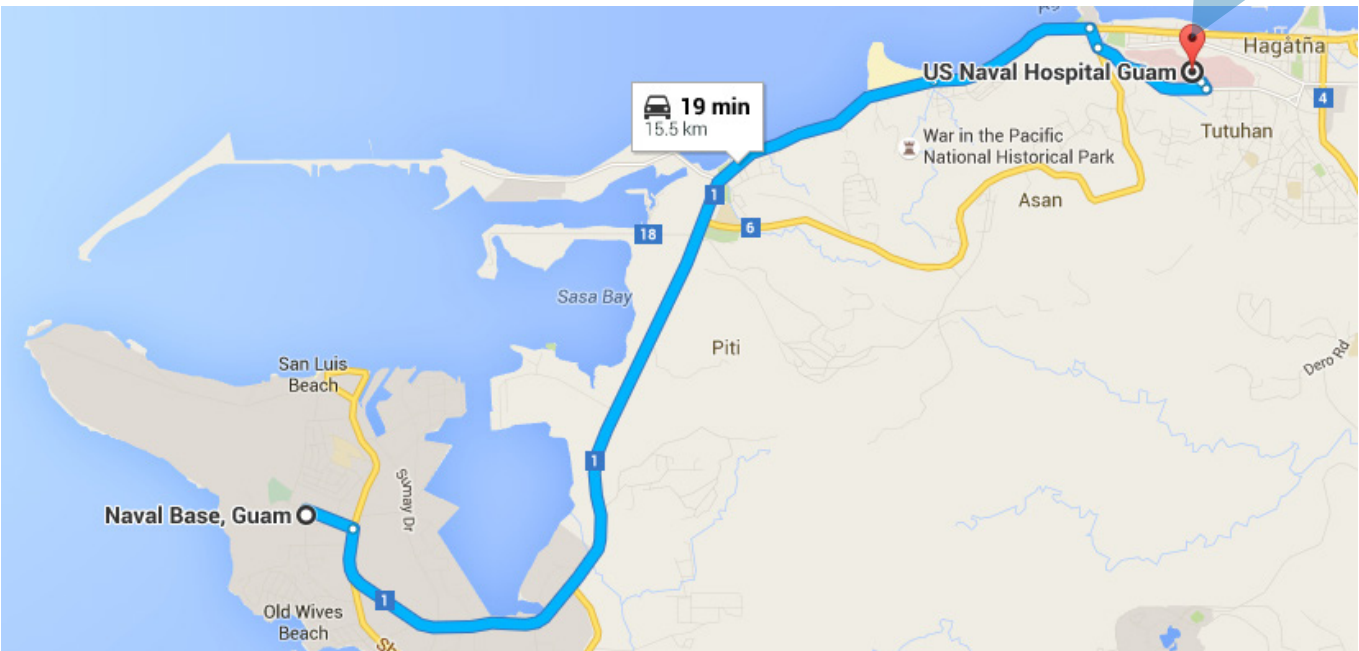 Hagåtña
US Naval Hospital Guam
4
19 min
15.5 km
Tutuhan
War in the Pacific
National Historical Park
Asan
1
6
18
Sasa Bay
Piti
San Luis
Beach
Dero Rd
1
Sumay Dr
Naval Base, Guam
1
Old Wives
Beach